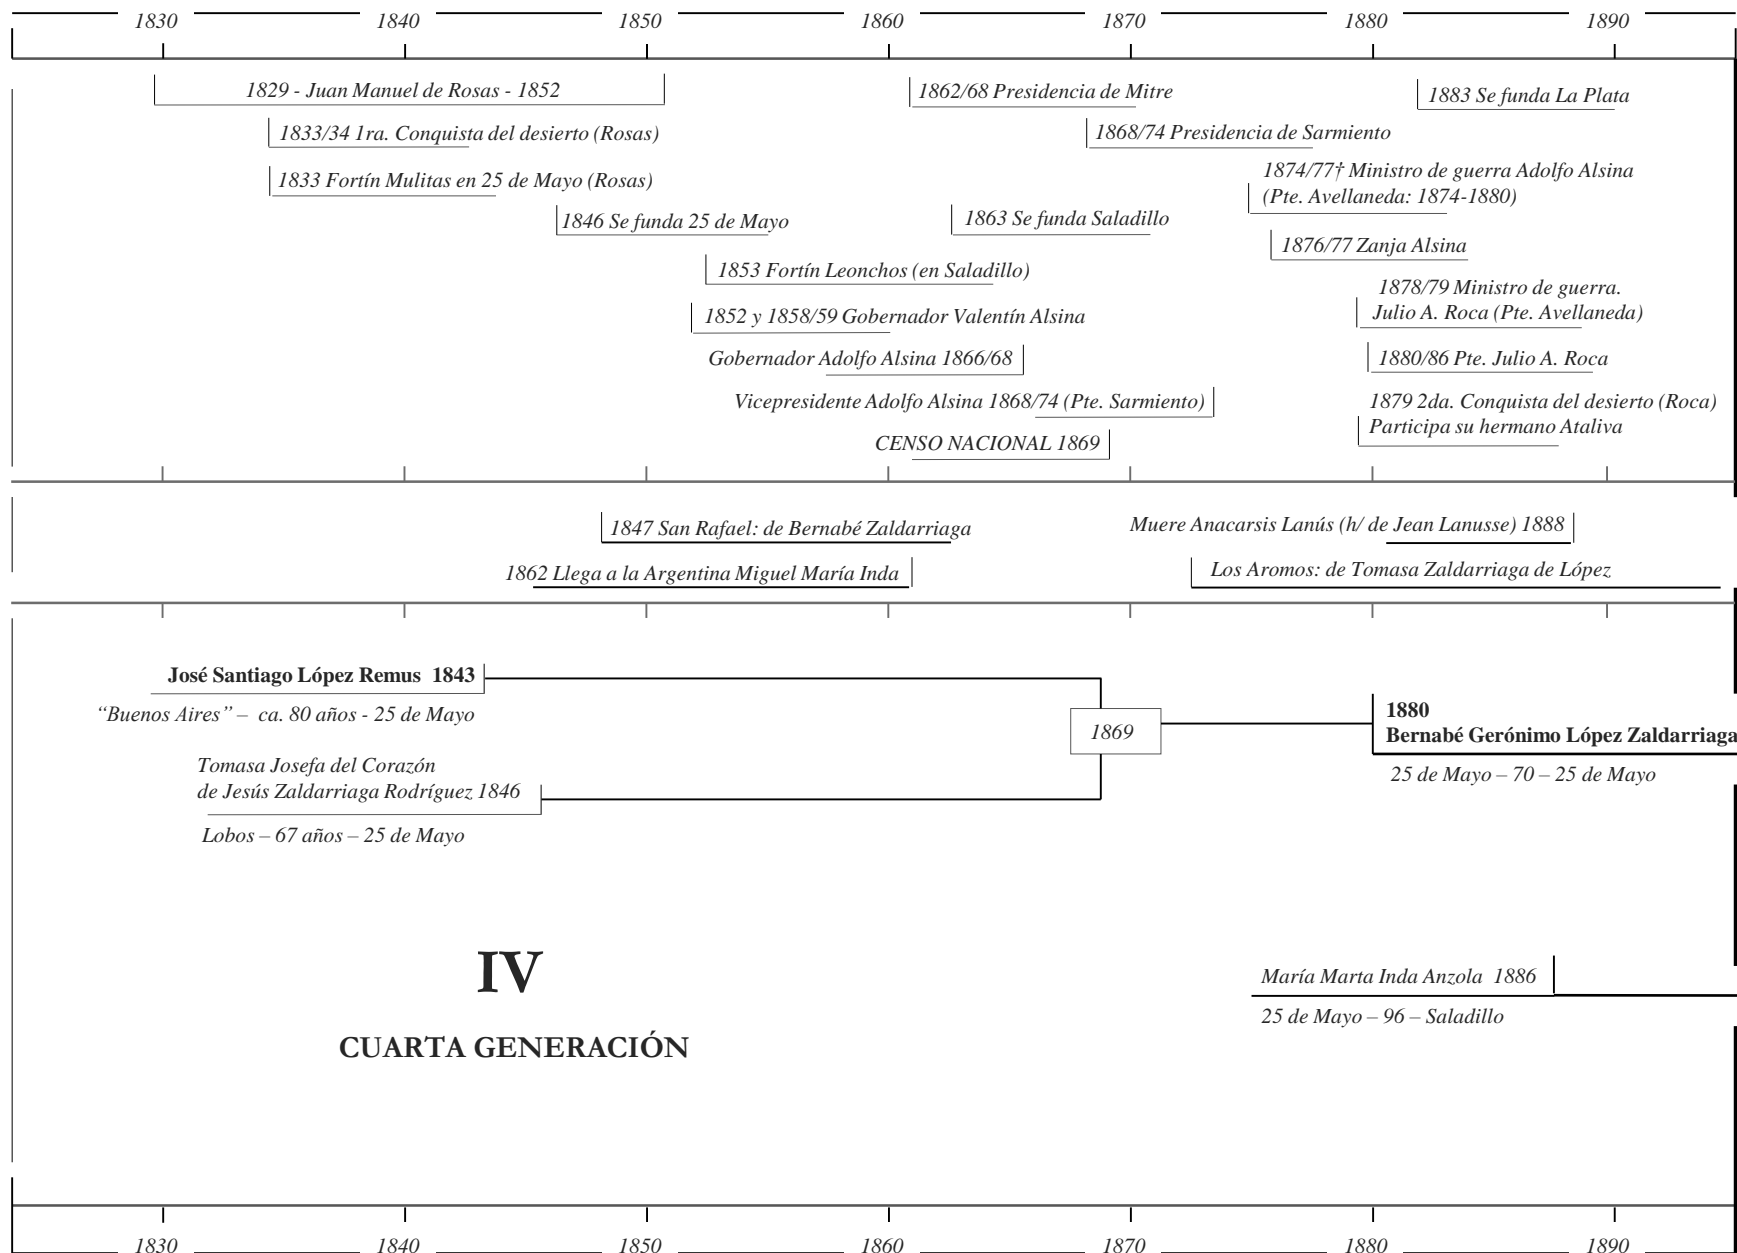 1830 1840 1850 1860 1870 1880 1890
1829 - Juan Manuel de Rosas - 1852
1862/68 Presidencia de Mitre
1883 Se funda La Plata
1833/34 1ra. Conquista del desierto (Rosas)
1868/74 Presidencia de Sarmiento
1833 Fortín Mulitas en 25 de Mayo (Rosas)
1874/77† Ministro de guerra Adolfo Alsina
(Pte. Avellaneda: 1874-1880)
1846 Se funda 25 de Mayo
1863 Se funda Saladillo
1876/77 Zanja Alsina
1853 Fortín Leonchos (en Saladillo)
1878/79 Ministro de guerra.
Julio A. Roca (Pte. Avellaneda)
1852 y 1858/59 Gobernador Valentín Alsina
Gobernador Adolfo Alsina 1866/68
1880/86 Pte. Julio A. Roca
Vicepresidente Adolfo Alsina 1868/74 (Pte. Sarmiento)
1879 2da. Conquista del desierto (Roca)
Participa su hermano Ataliva
CENSO NACIONAL 1869
1847 San Rafael: de Bernabé Zaldarriaga
Muere Anacarsis Lanús (h/ de Jean Lanusse) 1888
1862 Llega a la Argentina Miguel María Inda
Los Aromos: de Tomasa Zaldarriaga de López
José Santiago López Remus 1843
“Buenos Aires” – ca. 80 años - 25 de Mayo
1869
1880
Bernabé Gerónimo López Zaldarriaga
25 de Mayo – 70 – 25 de Mayo
Tomasa Josefa del Corazón
de Jesús Zaldarriaga Rodríguez 1846
Lobos – 67 años – 25 de Mayo
IV
CUARTA GENERACIÓN
María Marta Inda Anzola 1886
25 de Mayo – 96 – Saladillo
1830 1840 1850 1860 1870 1880 1890